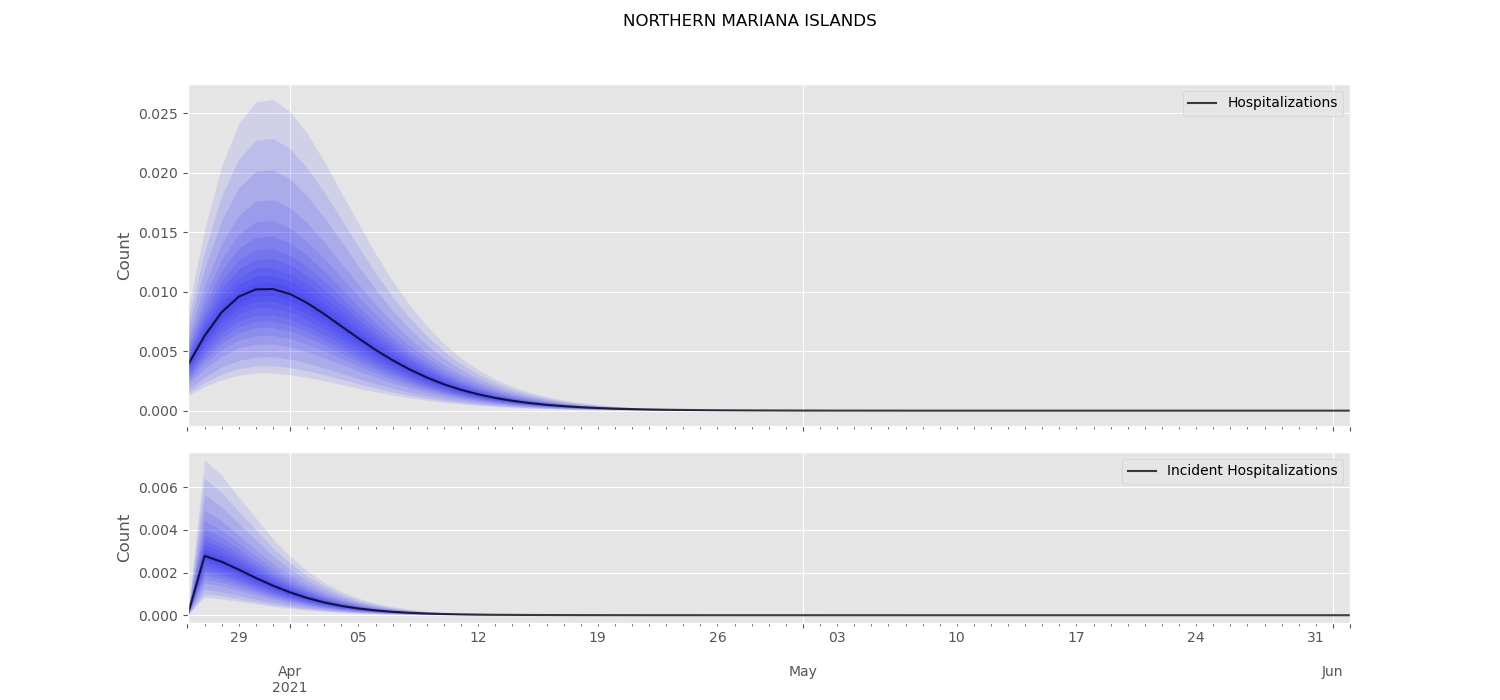 NORTHERN MARIANA ISLANDS
Hospitalizations
0.025
0.020
0.015
0.010
0.005
0.000
Count
Incident Hospitalizations
0.006
0.004
0.002
0.000
Count
29 05 12 19 26 03 10 17 24 31
Apr May Jun
2021